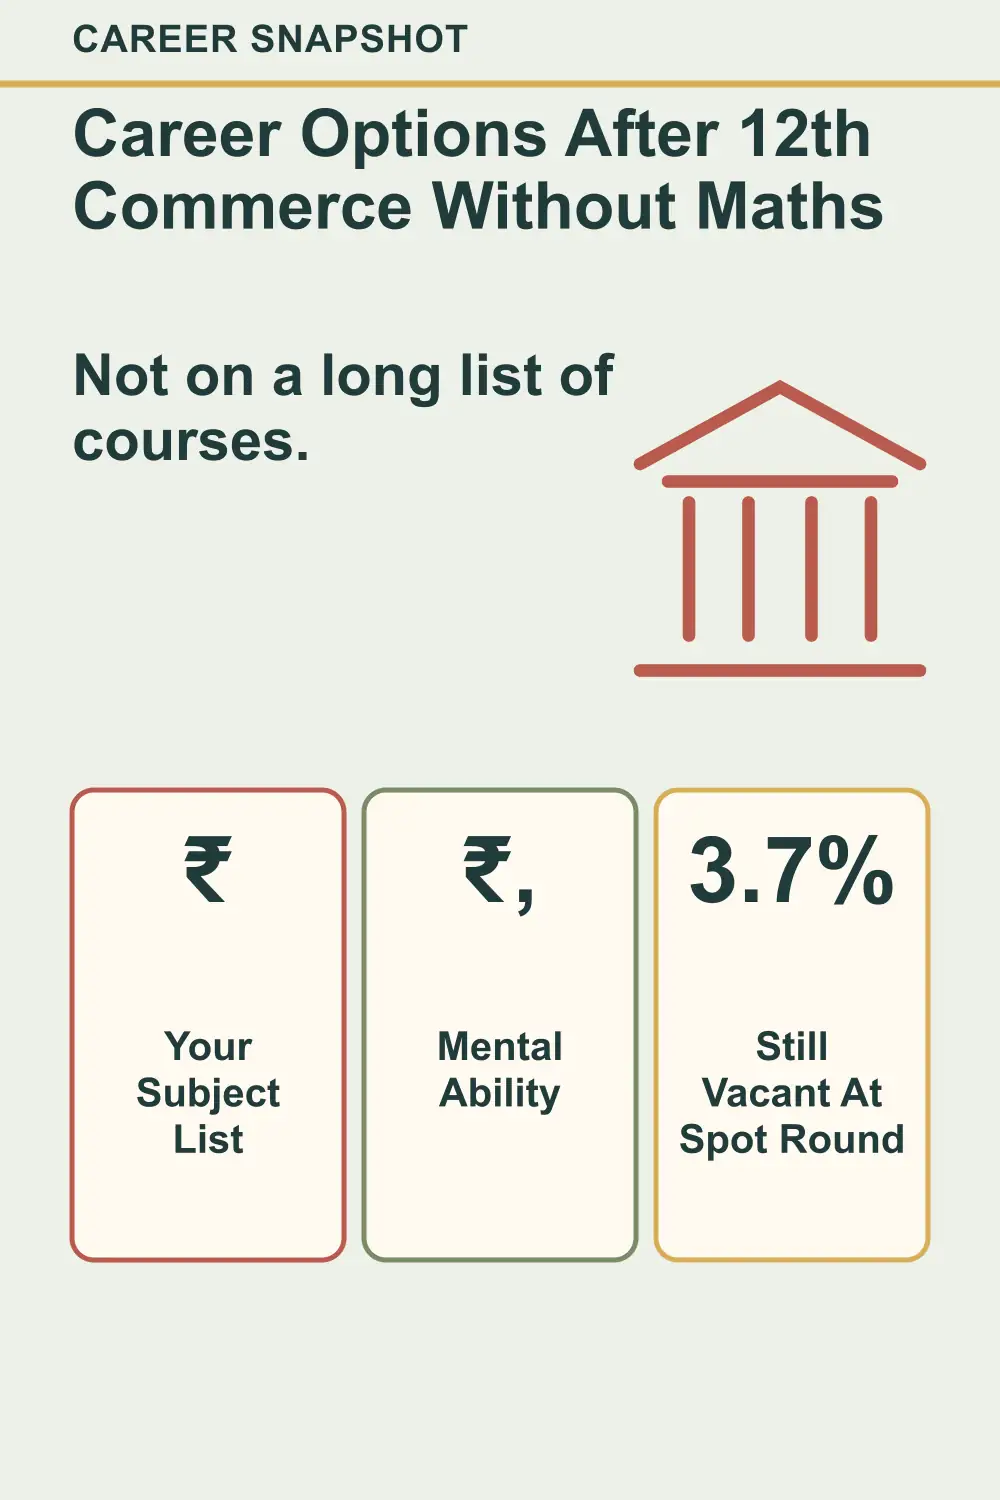 CAREER SNAPSHOT
Career Options After 12th
Commerce Without Maths
Not on a long list of
courses.
₹
Your
Subject
List
₹,
Mental
Ability
3.7%
Still
Vacant At
Spot Round